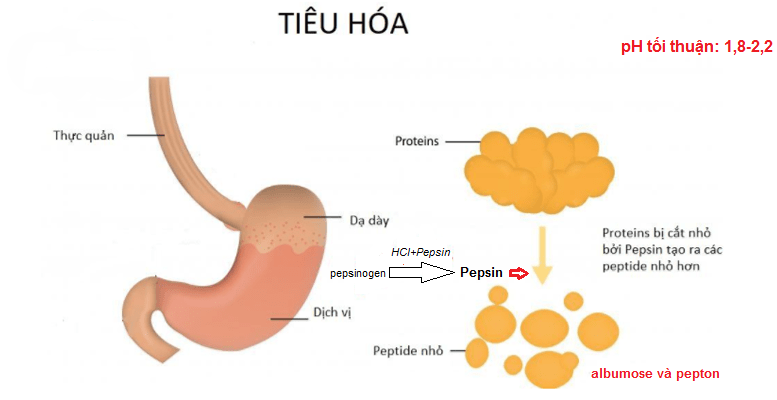 TIÊU HÓA
pH tối thuận: 1,8-2,2
Thực quản
Proteins
Dạ dày
Proteins bị cắt nhỏ
bởi Pepsin tạo ra các
peptide nhỏ hơn
HCl+Pepsin
pepsinogen
Pepsin
Dịch vị
Peptide nhỏ
albumose và pepton